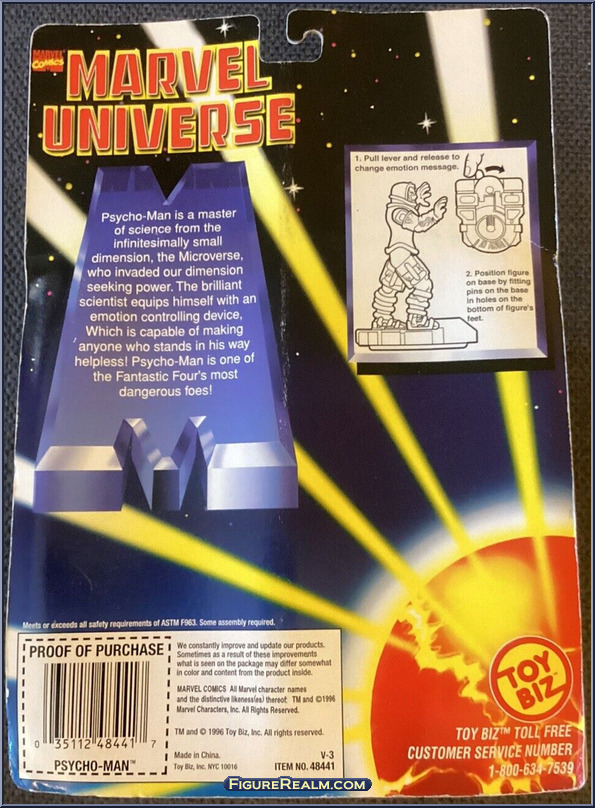 MARVEL
COMICS
MARVEL
UNIVERSE
Psycho-Man is a master
of science from the
infinitesimally small
dimension, the Microverse,
who invaded our dimension
seeking power. The brilliant
scientist equips himself with an
emotion controlling device,
Which is capable of making
anyone who stands in his way
helpless! Psycho-Man is one of
the Fantastic Four's most
dangerous foes!
1. Pull lever and release to
change emotion message.
2. Position figure
on base by fitting
pins on the base
in holes on the
bottom of figure's
feet.
Meets or exceeds all safety requirements of ASTM F963. Some assembly required.
PROOF OF PURCHASE
0 35112 48441 7
PSYCHO-MAN™
We constantly improve and update our products.
Sometimes as a result of these improvements
what is seen on the package may differ somewhat
in color and content from the product inside.
MARVEL COMICS All Marvel character names
and the distinctive likeness(es) thereof: TM and ©1996
Marvel Characters, Inc. All Rights Reserved.
TM and © 1996 Toy Biz, Inc. All rights reserved.
Made in China. V-3
Toy Biz, Inc. NYC 10016 ITEM NO. 48441
TOY
BIZ
TOY BIZ™ TOLL FREE
CUSTOMER SERVICE NUMBER
1-800-634-7539
FigureRealm.com